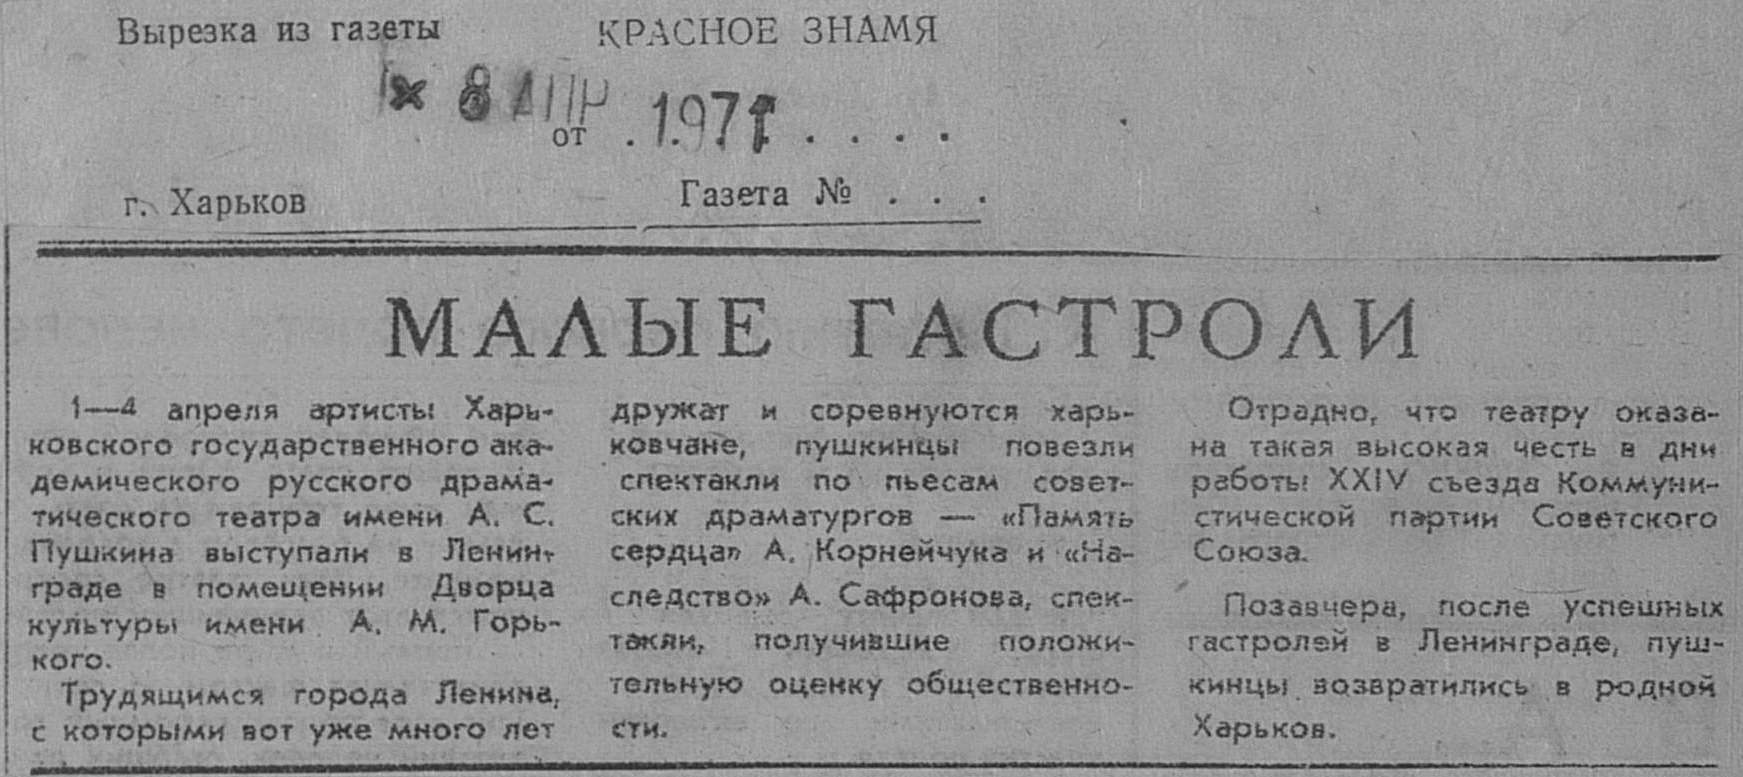 Вырезка из газеты КРАСНОЕ ЗНАМЯ
8 АПР 1971
от . . . . . . .
г. Харьков Газета № . . .
МАЛЫЕ ГАСТРОЛИ
1—4 апреля артисты Харь-
ковского государственного ака-
демического русского драма-
тического театра имени А. С.
Пушкина выступали в Ленин-
граде в помещении Дворца
культуры имени А. М. Горь-
кого.
Трудящимся города Ленина,
с которыми вот уже много лет
дружат и соревнуются харь-
ковчане, пушкинцы повезли
спектакли по пьесам совет-
ских драматургов — «Память
сердца» А. Корнейчука и «На-
следство» А. Сафронова, спек-
такли, получившие положи-
тельную оценку общественно-
сти.
Отрадно, что театру оказа-
на такая высокая честь в дни
работы XXIV съезда Коммуни-
стической партии Советского
Союза.
Позавчера, после успешных
гастролей в Ленинграде, пуш-
кинцы возвратились в родной
Харьков.